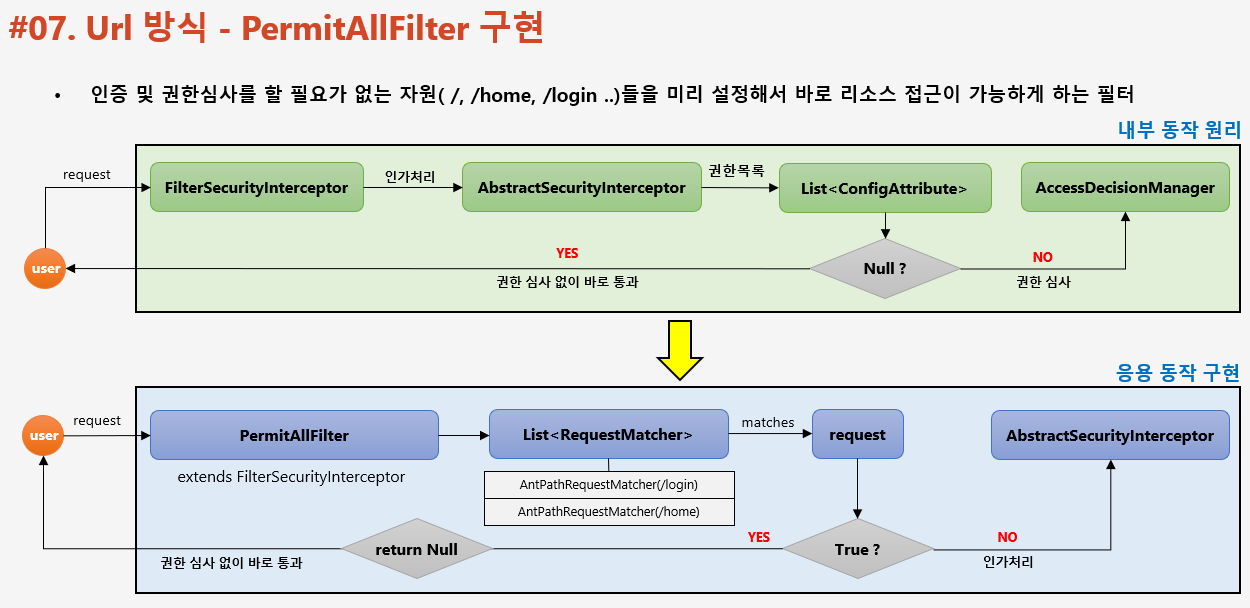 #07. Url 방식 - PermitAllFilter 구현
• 인증 및 권한심사를 할 필요가 없는 자원( /, /home, /login ..)들을 미리 설정해서 바로 리소스 접근이 가능하게 하는 필터
내부 동작 원리
request
FilterSecurityInterceptor
인가처리
AbstractSecurityInterceptor
권한목록
List<ConfigAttribute>
AccessDecisionManager
user
YES
권한 심사 없이 바로 통과
Null ?
NO
권한 심사
응용 동작 구현
user
request
PermitAllFilter
extends FilterSecurityInterceptor
List<RequestMatcher>
AntPathRequestMatcher(/login)
AntPathRequestMatcher(/home)
matches
request
AbstractSecurityInterceptor
권한 심사 없이 바로 통과
return Null
YES
True ?
NO
인가처리